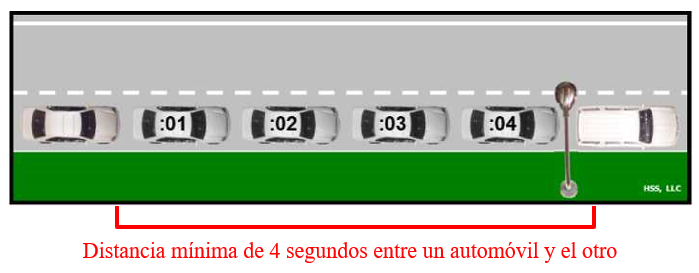 :01 :02 :03 :04
HSS, LLC
Distancia mínima de 4 segundos entre un automóvil y el otro